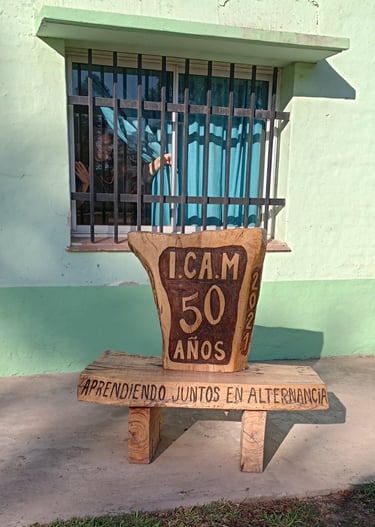 I.C.A.M
50
AÑOS
2021
APRENDIENDO JUNTOS EN ALTERNANCIA